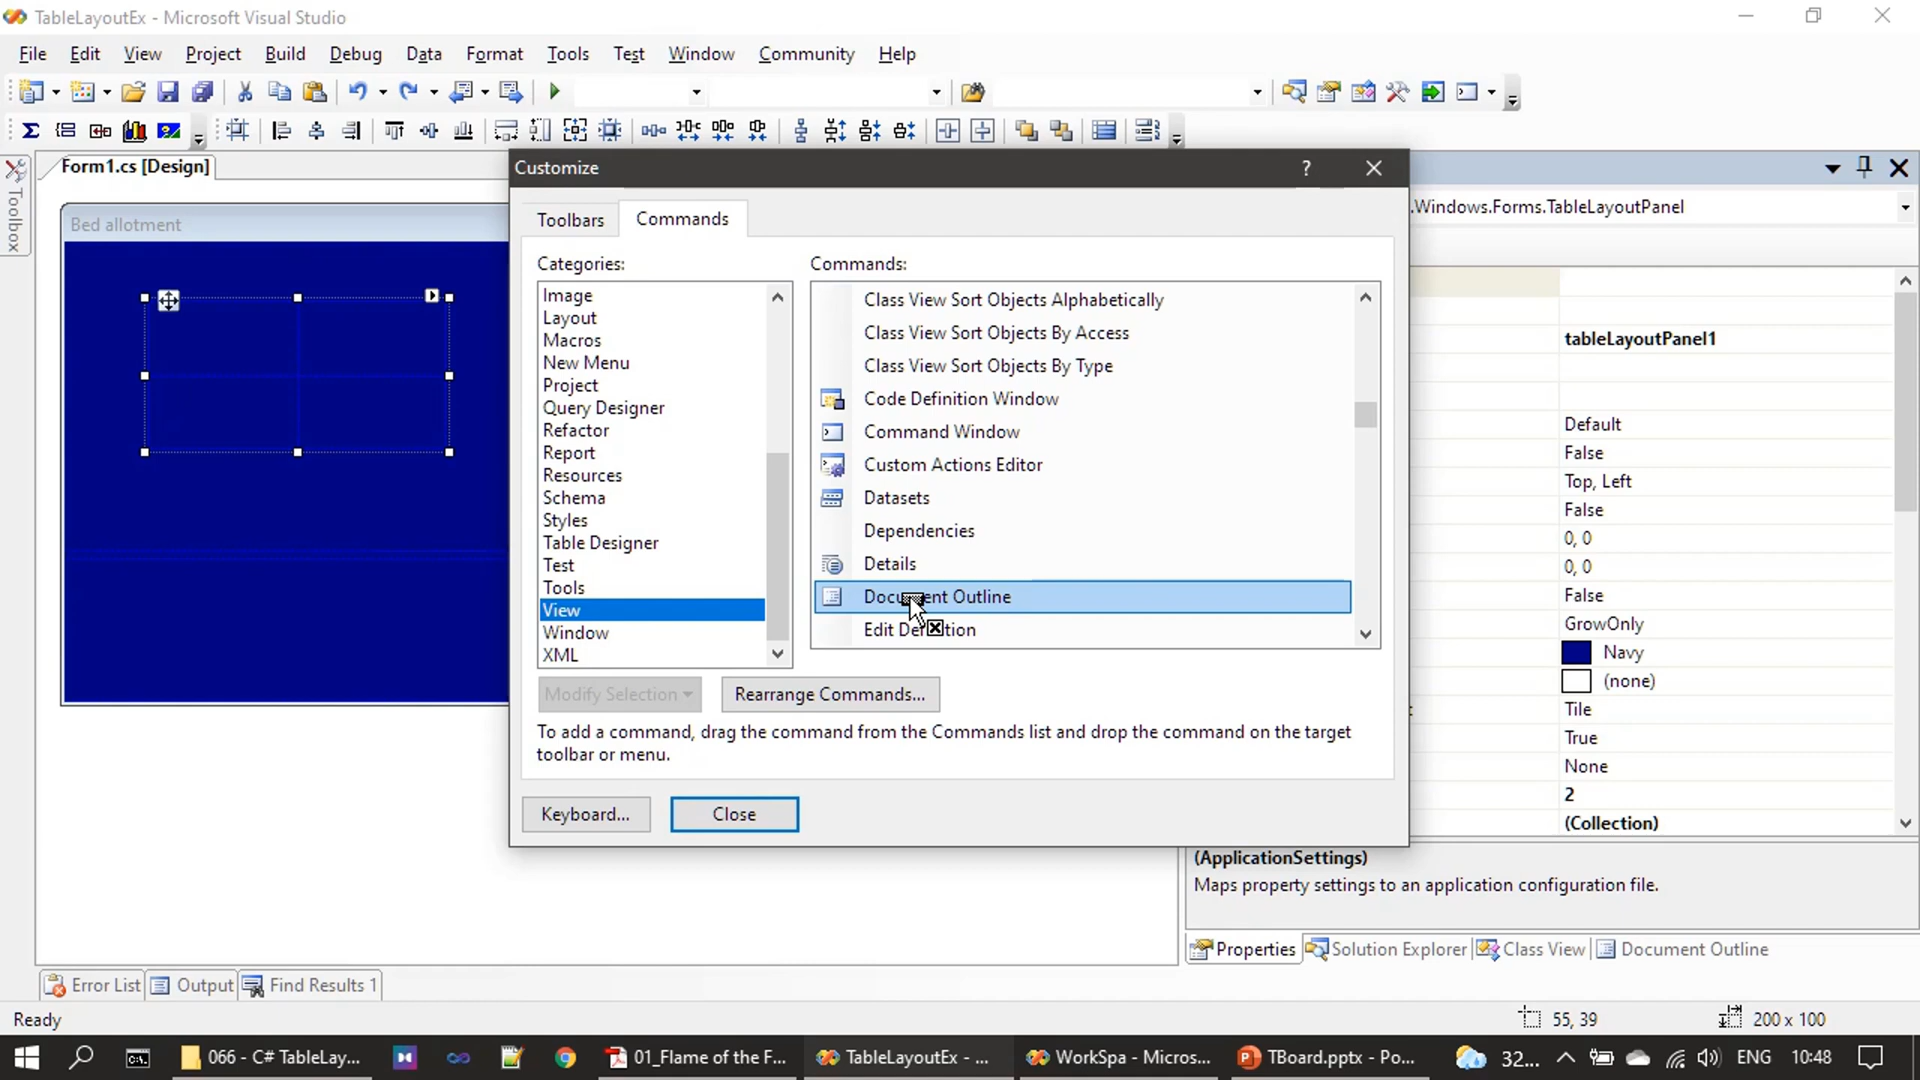 TableLayoutEx - Microsoft Visual Studio
File Edit View Project Build Debug Data Format Tools Test Window Community Help
Form1.cs [Design]
Toolbox
Bed allotment
Customize
Toolbars Commands
Categories:
Image
Layout
Macros
New Menu
Project
Query Designer
Refactor
Report
Resources
Schema
Styles
Table Designer
Test
Tools
View
Window
XML
Commands:
Class View Sort Objects Alphabetically
Class View Sort Objects By Access
Class View Sort Objects By Type
Code Definition Window
Command Window
Custom Actions Editor
Datasets
Dependencies
Details
Document Outline
Edit Definition
Modify Selection Rearrange Commands...
To add a command, drag the command from the Commands list and drop the command on the target
toolbar or menu.
Keyboard... Close
.Windows.Forms.TableLayoutPanel
tableLayoutPanel1
Default
False
Top, Left
False
0, 0
0, 0
False
GrowOnly
Navy
(none)
Tile
True
None
2
(Collection)
(ApplicationSettings)
Maps property settings to an application configuration file.
Properties Solution Explorer Class View Document Outline
Error List Output Find Results 1
Ready 55, 39 200 x 100
066 - C# TableLay... 01_Flame of the F... TableLayoutEx - ... WorkSpa - Micros... TBoard.pptx - Po... 32... ENG 10:48